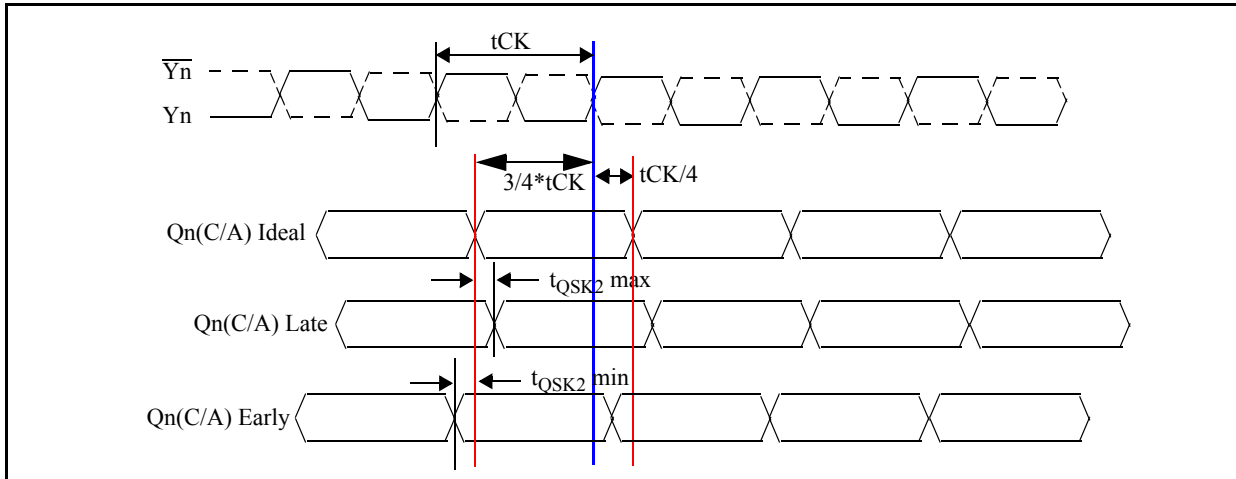 tCK
Yn
Yn
3/4*tCK
tCK/4
Qn(C/A) Ideal
tQSK2 max
Qn(C/A) Late
tQSK2 min
Qn(C/A) Early